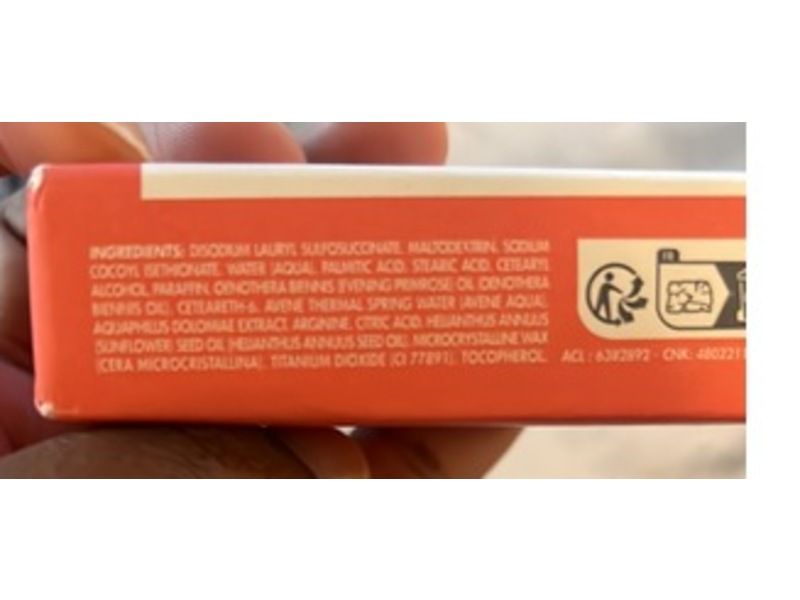 INGREDIENTS: DISODIUM LAURYL SULFOSUCCINATE, MALTODEXTRIN, SODIUM
COCOYL ISETHIONATE, WATER (AQUA), PALMITIC ACID, STEARIC ACID, CETEARYL
ALCOHOL, PARAFFIN, OENOTHERA BIENNIS (EVENING PRIMROSE) OIL (OENOTHERA
BIENNIS OIL), CETEARETH-6, AVENE THERMAL SPRING WATER (AVENE AQUA),
AQUAPHILUS DOLOMIAE EXTRACT, ARGININE, CITRIC ACID, HELIANTHUS ANNUUS
(SUNFLOWER) SEED OIL (HELIANTHUS ANNUUS SEED OIL), MICROCRYSTALLINE WAX
(CERA MICROCRISTALLINA), TITANIUM DIOXIDE (CI 77891), TOCOPHEROL.
FR
ACL : 6382892 · CNK: 4802211